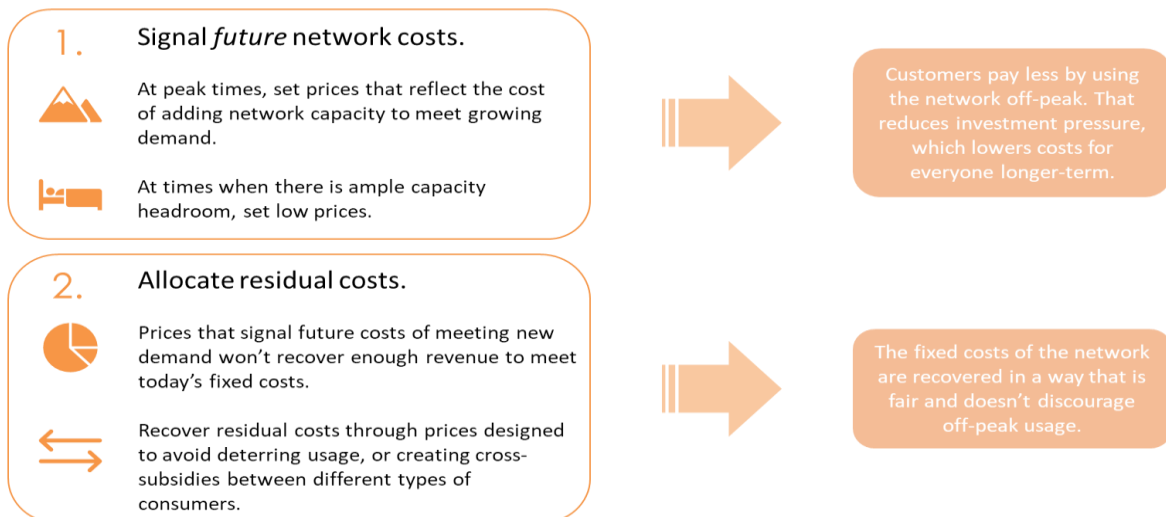 1.
Signal future network costs.
At peak times, set prices that reflect the cost
of adding network capacity to meet growing
demand.
At times when there is ample capacity
headroom, set low prices.
Customers pay less by using
the network off-peak. That
reduces investment pressure,
which lowers costs for
everyone longer-term.
2.
Allocate residual costs.
Prices that signal future costs of meeting new
demand won't recover enough revenue to meet
today's fixed costs.
Recover residual costs through prices designed
to avoid deterring usage, or creating cross-
subsidies between different types of
consumers.
The fixed costs of the network
are recovered in a way that is
fair and doesn't discourage
off-peak usage.